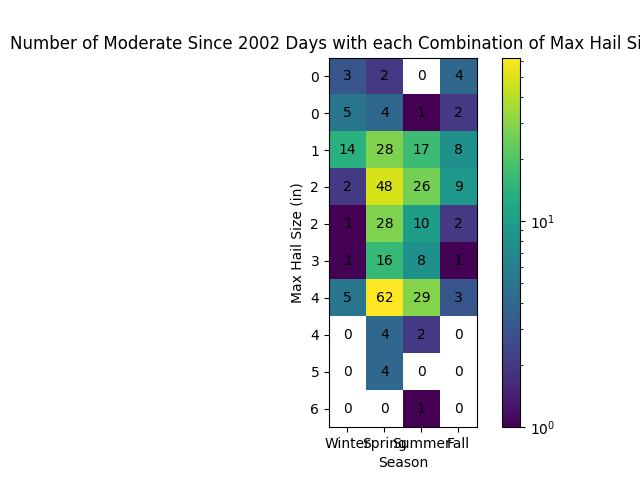 Number of Moderate Since 2002 Days with each Combination of Max Hail Si
0 3 2 0 4
0 5 4 1 2
1 14 28 17 8
2 2 48 26 9
2 1 28 10 2
3 1 16 8 1
4 5 62 29 3
4 0 4 2 0
5 0 4 0 0
6 0 0 1 0
Max Hail Size (in)
Winter Spring Summer Fall
Season
10¹
10⁰